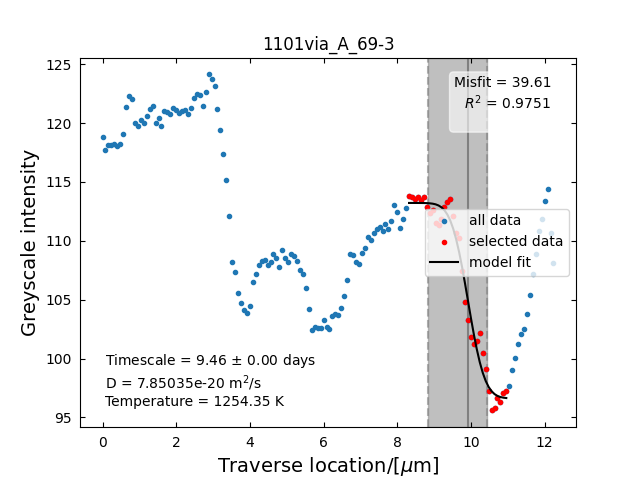 1101via_A_69-3
Greyscale intensity
125
120
115
110
105
100
95
Misfit = 39.61
R² = 0.9751
all data
selected data
model fit
Timescale = 9.46 ± 0.00 days
D = 7.85035e-20 m²/s
Temperature = 1254.35 K
0 2 4 6 8 10 12
Traverse location/[μm]